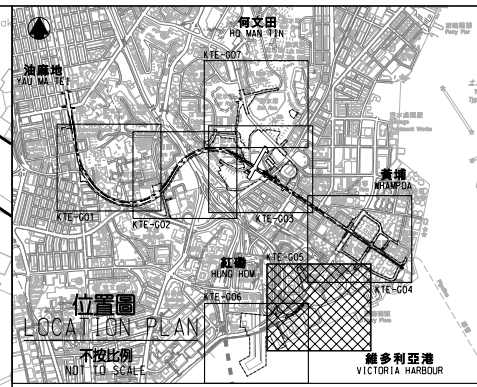 何文田
HO MAN TIN
KTE-G07
油麻地
YAU MA TEI
黃埔
WHAMPOA
KTE-G01
KTE-G02
KTE-G03
紅磡
HUNG HOM
KTE-G05
KTE-G04
KTE-G06
位置圖
LOCATION PLAN
不按比例
NOT TO SCALE
維多利亞港
VICTORIA HARBOUR